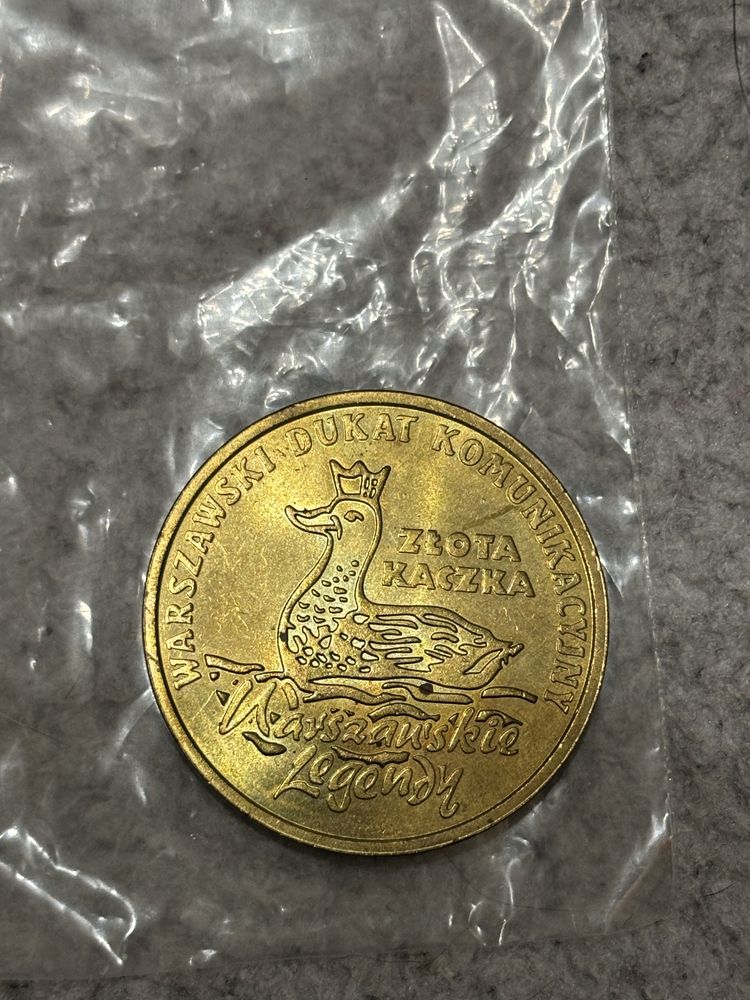 WARSZAWSKI DUKAT KOMUNIKACYJNY
ZŁOTA
KACZKA
Warszawskie
Legendy